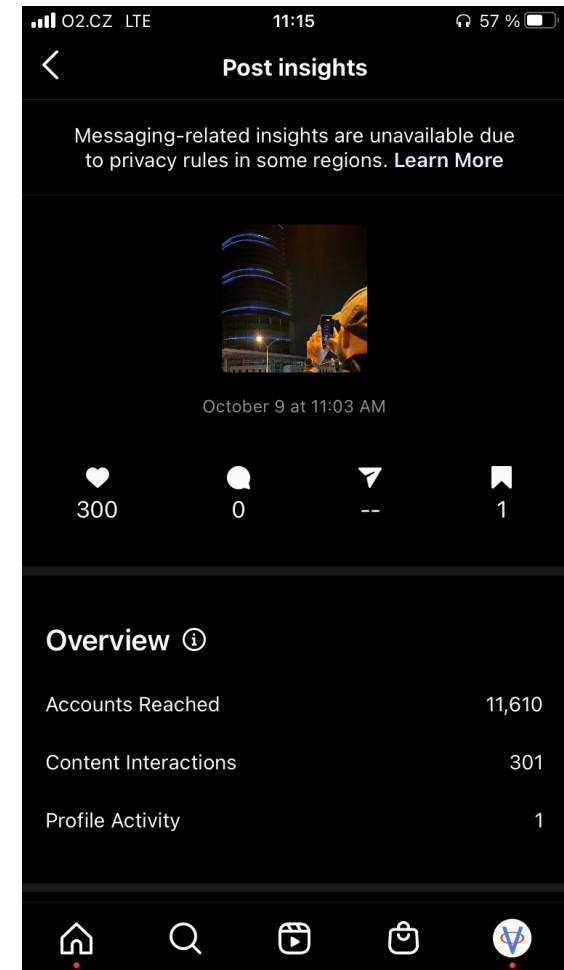 O2.CZ LTE 11:15 57 %
Post insights
Messaging-related insights are unavailable due
to privacy rules in some regions. Learn More
October 9 at 11:03 AM
300 0 -- 1
Overview
Accounts Reached 11,610
Content Interactions 301
Profile Activity 1